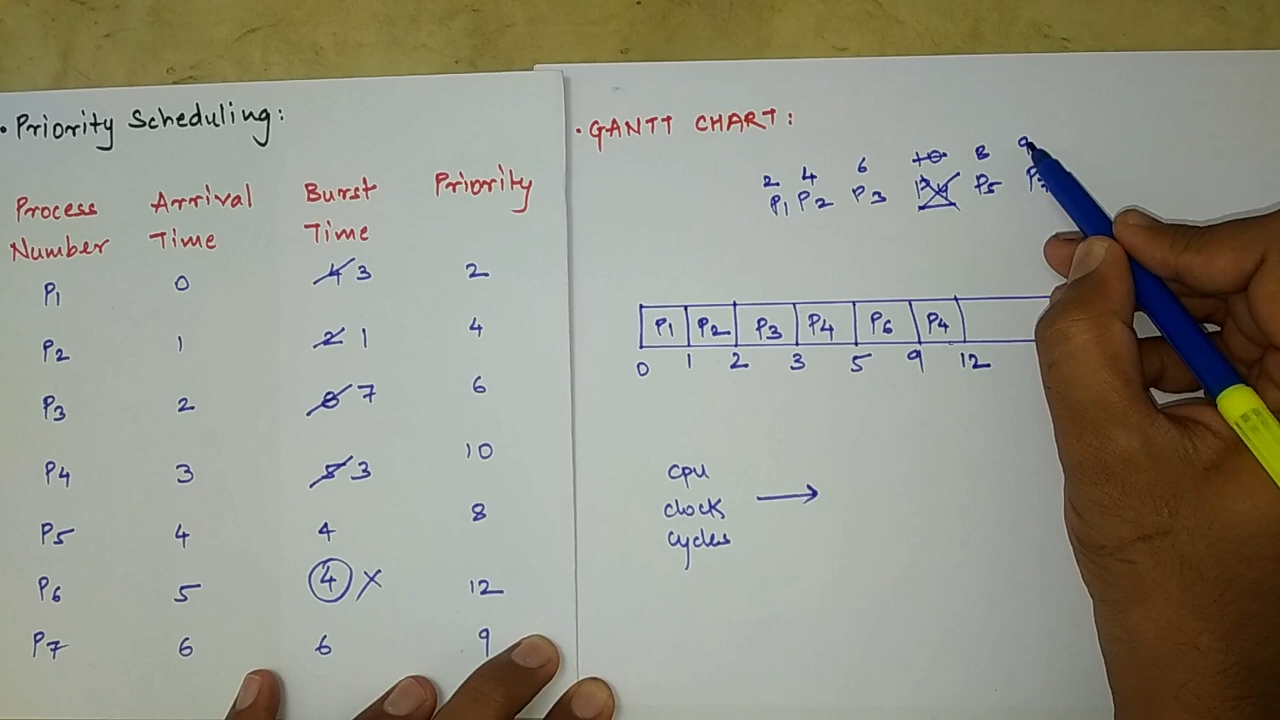 • Priority Scheduling:
Process Number Arrival Time Burst Time Priority
P1 0 4 3 2
P2 1 2 1 4
P3 2 8 7 6
P4 3 5 3 10
P5 4 4 8
P6 5 4 X 12
P7 6 6 9
• GANTT CHART:
2 4 6 10 8 9
P1 P2 P3 P4 P5 P7
P1 P2 P3 P4 P6 P4
0 1 2 3 5 9 12
CPU
clock
cycles